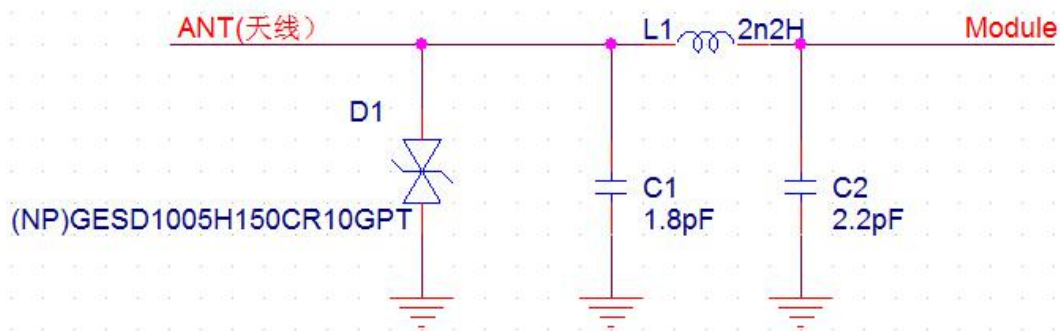 ANT(天线）
L1
2n2H
Module
D1
(NP)GESD1005H150CR10GPT
C1
1.8pF
C2
2.2pF